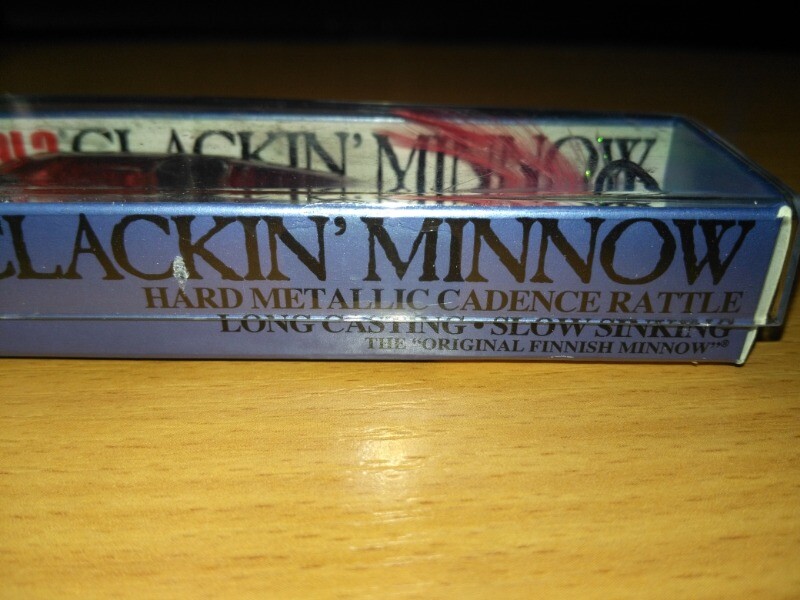 CLACKIN' MINNOW
CLACKIN' MINNOW
HARD METALLIC CADENCE RATTLE
LONG CASTING • SLOW SINKING
THE "ORIGINAL FINNISH MINNOW"®